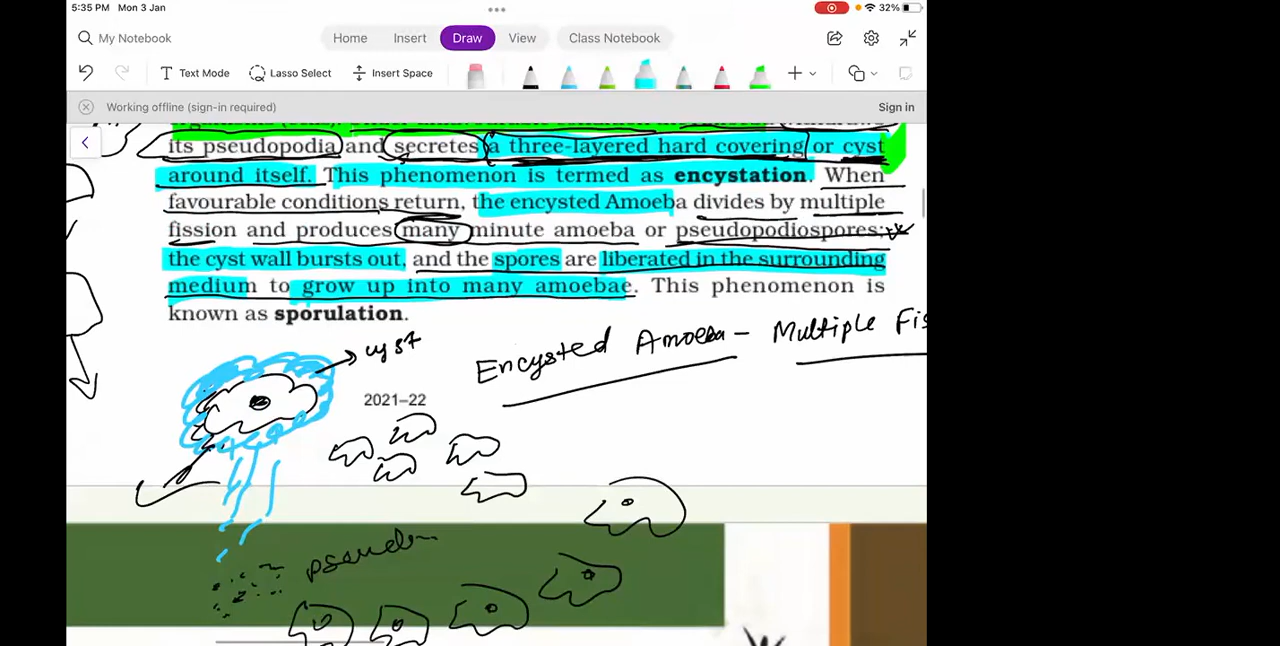 5:35 PM Mon 3 Jan
32%
My Notebook
Home Insert Draw View Class Notebook
Text Mode Lasso Select Insert Space
Working offline (sign-in required) Sign in
its pseudopodia and secretes a three-layered hard covering or cyst
around itself. This phenomenon is termed as encystation. When
favourable conditions return, the encysted Amoeba divides by multiple
fission and produces many minute amoeba or pseudopodiospores;
the cyst wall bursts out, and the spores are liberated in the surrounding
medium to grow up into many amoebae. This phenomenon is
known as sporulation.
cyst
Encysted Amoeba - Multiple Fis
2021–22
pseudo